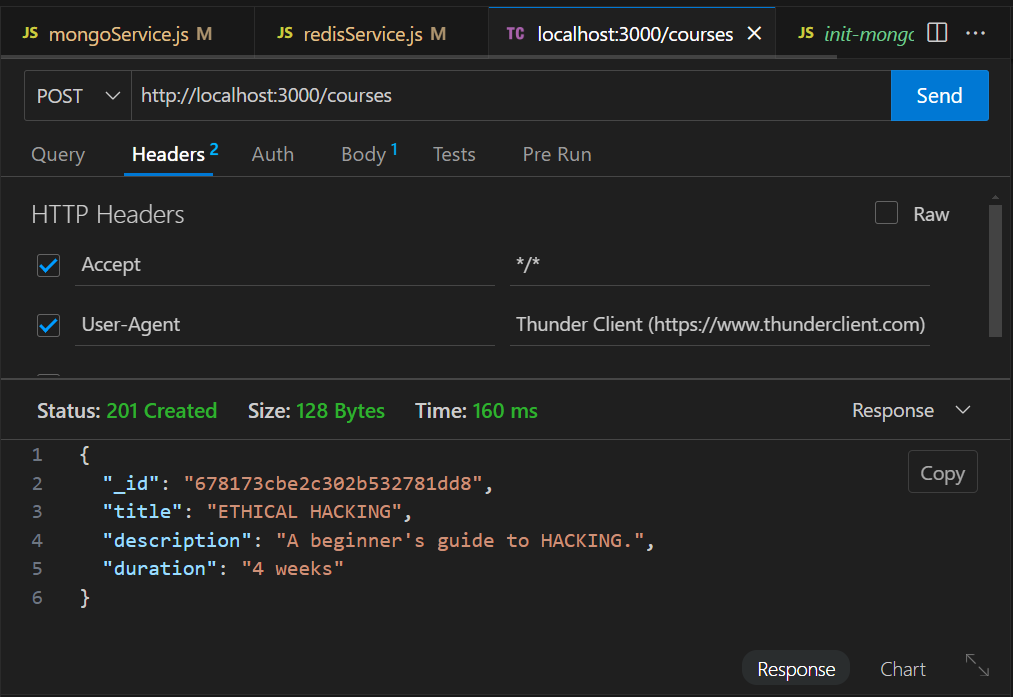 JS mongoService.js M JS redisService.js M TC localhost:3000/courses JS init-mongo
POST http://localhost:3000/courses Send
Query Headers 2 Auth Body 1 Tests Pre Run
HTTP Headers Raw
Accept */*
User-Agent Thunder Client (https://www.thunderclient.com)
Status: 201 Created Size: 128 Bytes Time: 160 ms Response
1 {
Copy
2 "_id": "678173cbe2c302b532781dd8",
3 "title": "ETHICAL HACKING",
4 "description": "A beginner's guide to HACKING.",
5 "duration": "4 weeks"
6 }
Response Chart